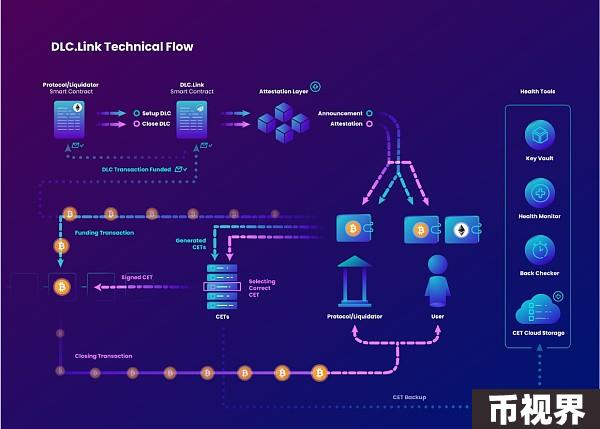 DLC.Link Technical Flow
Protocol/Liquidator
Smart Contract
DLC.Link
Smart Contract
Attestation Layer
Health Tools
Setup DLC
Close DLC
Announcement
Attestation
DLC Transaction Funded
Key Vault
Health Monitor
Funding Transaction
Generated
CETs
Signed CET
Selecting
Correct
CET
Back Checker
CETs
Protocol/Liquidator
User
CET Cloud Storage
Closing Transaction
CET Backup
币视界